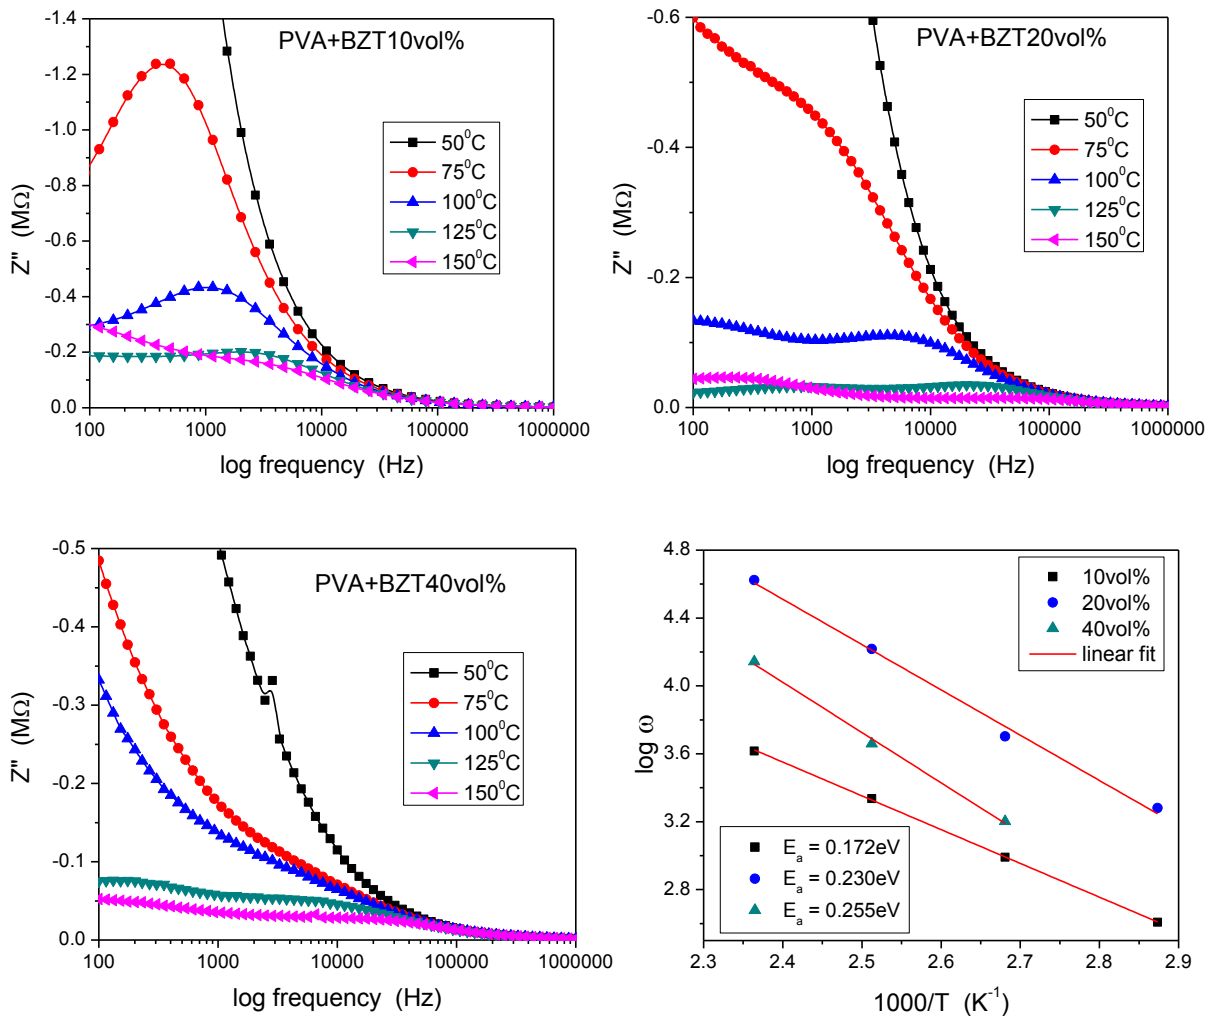 PVA+BZT10vol%
-1.4
-1.2
-1.0
-0.8
-0.6
-0.4
-0.2
0.0
Z" (MΩ)
50⁰C
75⁰C
100⁰C
125⁰C
150⁰C
100 1000 10000 100000 1000000
log frequency (Hz)
PVA+BZT20vol%
-0.6
-0.4
-0.2
0.0
Z" (MΩ)
50⁰C
75⁰C
100⁰C
125⁰C
150⁰C
100 1000 10000 100000 1000000
log frequency (Hz)
PVA+BZT40vol%
-0.5
-0.4
-0.3
-0.2
-0.1
0.0
Z" (MΩ)
50⁰C
75⁰C
100⁰C
125⁰C
150⁰C
100 1000 10000 100000 1000000
log frequency (Hz)
4.8
4.4
4.0
3.6
3.2
2.8
log ω
10vol%
20vol%
40vol%
linear fit
E_a = 0.172eV
E_a = 0.230eV
E_a = 0.255eV
2.3 2.4 2.5 2.6 2.7 2.8 2.9
1000/T (K⁻¹)